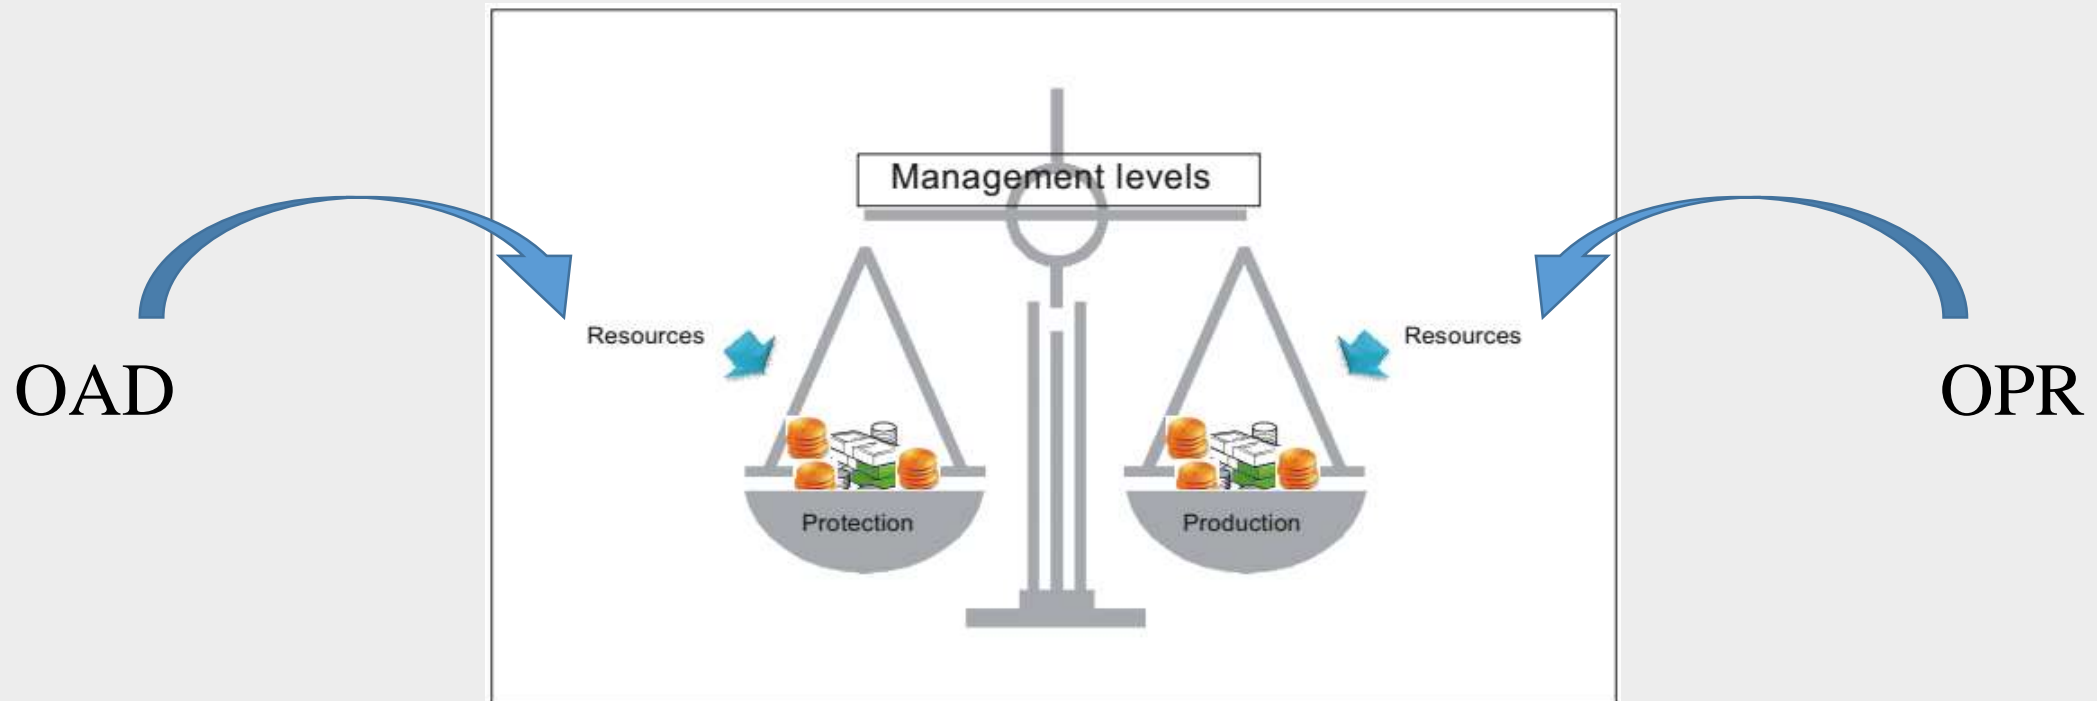 Management levels
Resources
Resources
OAD
OPR
Protection
Production